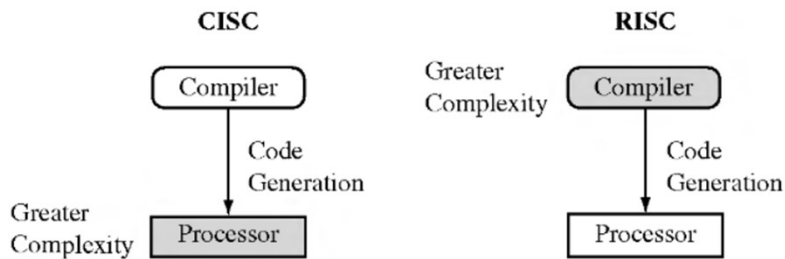 CISC
Compiler
Code
Generation
Greater
Complexity
Processor
RISC
Greater
Complexity
Compiler
Code
Generation
Processor